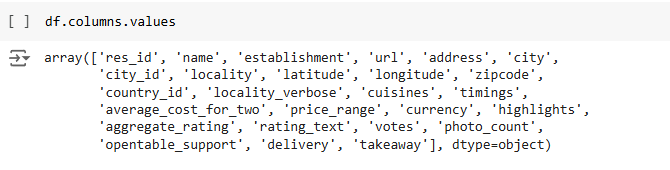 [ ] df.columns.values
array(['res_id', 'name', 'establishment', 'url', 'address', 'city',
'city_id', 'locality', 'latitude', 'longitude', 'zipcode',
'country_id', 'locality_verbose', 'cuisines', 'timings',
'average_cost_for_two', 'price_range', 'currency', 'highlights',
'aggregate_rating', 'rating_text', 'votes', 'photo_count',
'opentable_support', 'delivery', 'takeaway'], dtype=object)